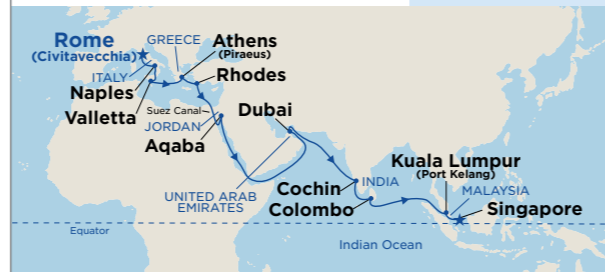 Rome
(Civitavecchia)
GREECE
Athens
(Piraeus)
ITALY
Rhodes
Naples
Valletta
Suez Canal
JORDAN
Aqaba
Dubai
UNITED ARAB
EMIRATES
Cochin
INDIA
Colombo
Kuala Lumpur
(Port Kelang)
MALAYSIA
Singapore
Equator
Indian Ocean